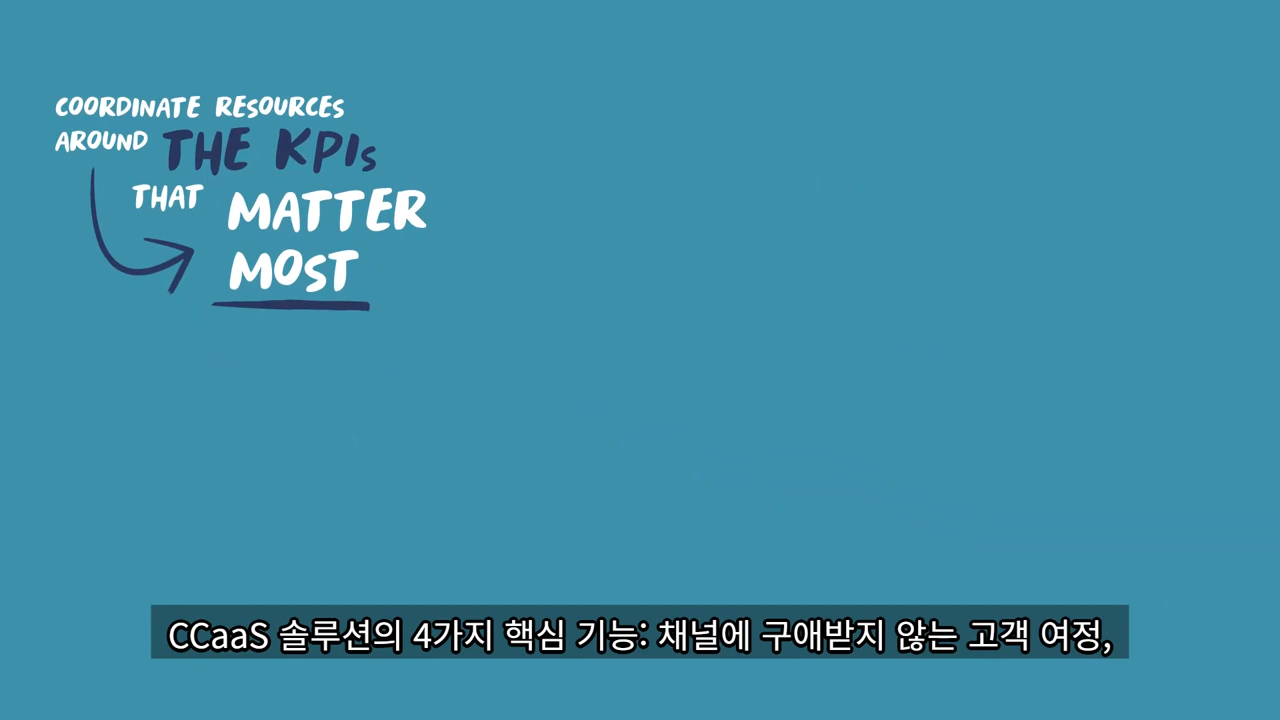 COORDINATE RESOURCES
AROUND THE KPIs
THAT MATTER
MOST
CCaaS 솔루션의 4가지 핵심 기능: 채널에 구애받지 않는 고객 여정,